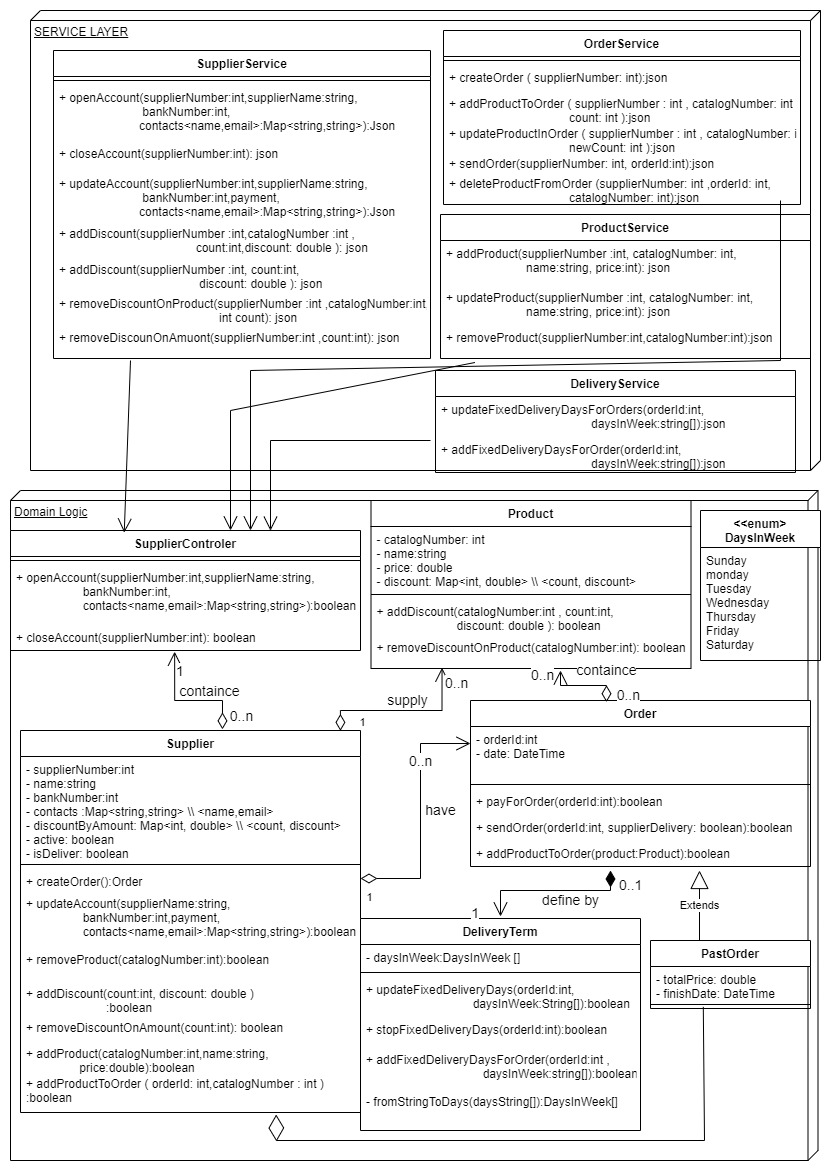 SERVICE LAYER
SupplierService
+ openAccount(supplierNumber:int,supplierName:string,
bankNumber:int,
contacts<name,email>:Map<string,string>):Json
+ closeAccount(supplierNumber:int): json
+ updateAccount(supplierNumber:int,supplierName:string,
bankNumber:int,payment,
contacts<name,email>:Map<string,string>):Json
+ addDiscount(supplierNumber :int,catalogNumber :int ,
count:int,discount: double ): json
+ addDiscount(supplierNumber :int, count:int,
discount: double ): json
+ removeDiscountOnProduct(supplierNumber :int ,catalogNumber:int
int count): json
+ removeDiscounOnAmuont(supplierNumber:int ,count:int): json
OrderService
+ createOrder ( supplierNumber: int):json
+ addProductToOrder ( supplierNumber : int , catalogNumber: int
count: int ):json
+ updateProductInOrder ( supplierNumber : int , catalogNumber: i
newCount: int ):json
+ sendOrder(supplierNumber: int, orderId:int):json
+ deleteProductFromOrder (supplierNumber: int ,orderId: int,
catalogNumber: int):json
ProductService
+ addProduct(supplierNumber :int, catalogNumber: int,
name:string, price:int): json
+ updateProduct(supplierNumber :int, catalogNumber: int,
name:string, price:int): json
+ removeProduct(supplierNumber:int,catalogNumber:int):json
DeliveryService
+ updateFixedDeliveryDaysForOrders(orderId:int,
daysInWeek:string[]):json
+ addFixedDeliveryDaysForOrder(orderId:int,
daysInWeek:string[]):json
Domain Logic
SupplierControler
+ openAccount(supplierNumber:int,supplierName:string,
bankNumber:int,
contacts<name,email>:Map<string,string>):boolean
+ closeAccount(supplierNumber:int): boolean
Product
- catalogNumber: int
- name:string
- price: double
- discount: Map<int, double> \\ <count, discount>
+ addDiscount(catalogNumber:int , count:int,
discount: double ): boolean
+ removeDiscountOnProduct(catalogNumber:int): boolean
<<enum>
DaysInWeek
Sunday
monday
Tuesday
Wednesday
Thursday
Friday
Saturday
1
containce
0..n
supply
1
0..n
0..n
containce
0..n
Supplier
- supplierNumber:int
- name:string
- bankNumber:int
- contacts :Map<string,string> \\ <name,email>
- discountByAmount: Map<int, double> \\ <count, discount>
- active: boolean
- isDeliver: boolean
+ createOrder():Order
+ updateAccount(supplierName:string,
bankNumber:int,payment,
contacts<name,email>:Map<string,string>):boolean
+ removeProduct(catalogNumber:int):boolean
+ addDiscount(count:int, discount: double )
:boolean
+ removeDiscountOnAmount(count:int): boolean
+ addProduct(catalogNumber:int,name:string,
price:double):boolean
+ addProductToOrder ( orderId: int,catalogNumber : int )
:boolean
0..n
have
1
Order
- orderId:int
- date: DateTime
+ payForOrder(orderId:int):boolean
+ sendOrder(orderId:int, supplierDelivery: boolean):boolean
+ addProductToOrder(product:Product):boolean
0..1
define by
1
Extends
DeliveryTerm
- daysInWeek:DaysInWeek []
+ updateFixedDeliveryDays(orderId:int,
daysInWeek:String[]):boolean
+ stopFixedDeliveryDays(orderId:int):boolean
+ addFixedDeliveryDaysForOrder(orderId:int ,
daysInWeek:string[]):boolean
- fromStringToDays(daysString[]):DaysInWeek[]
PastOrder
- totalPrice: double
- finishDate: DateTime